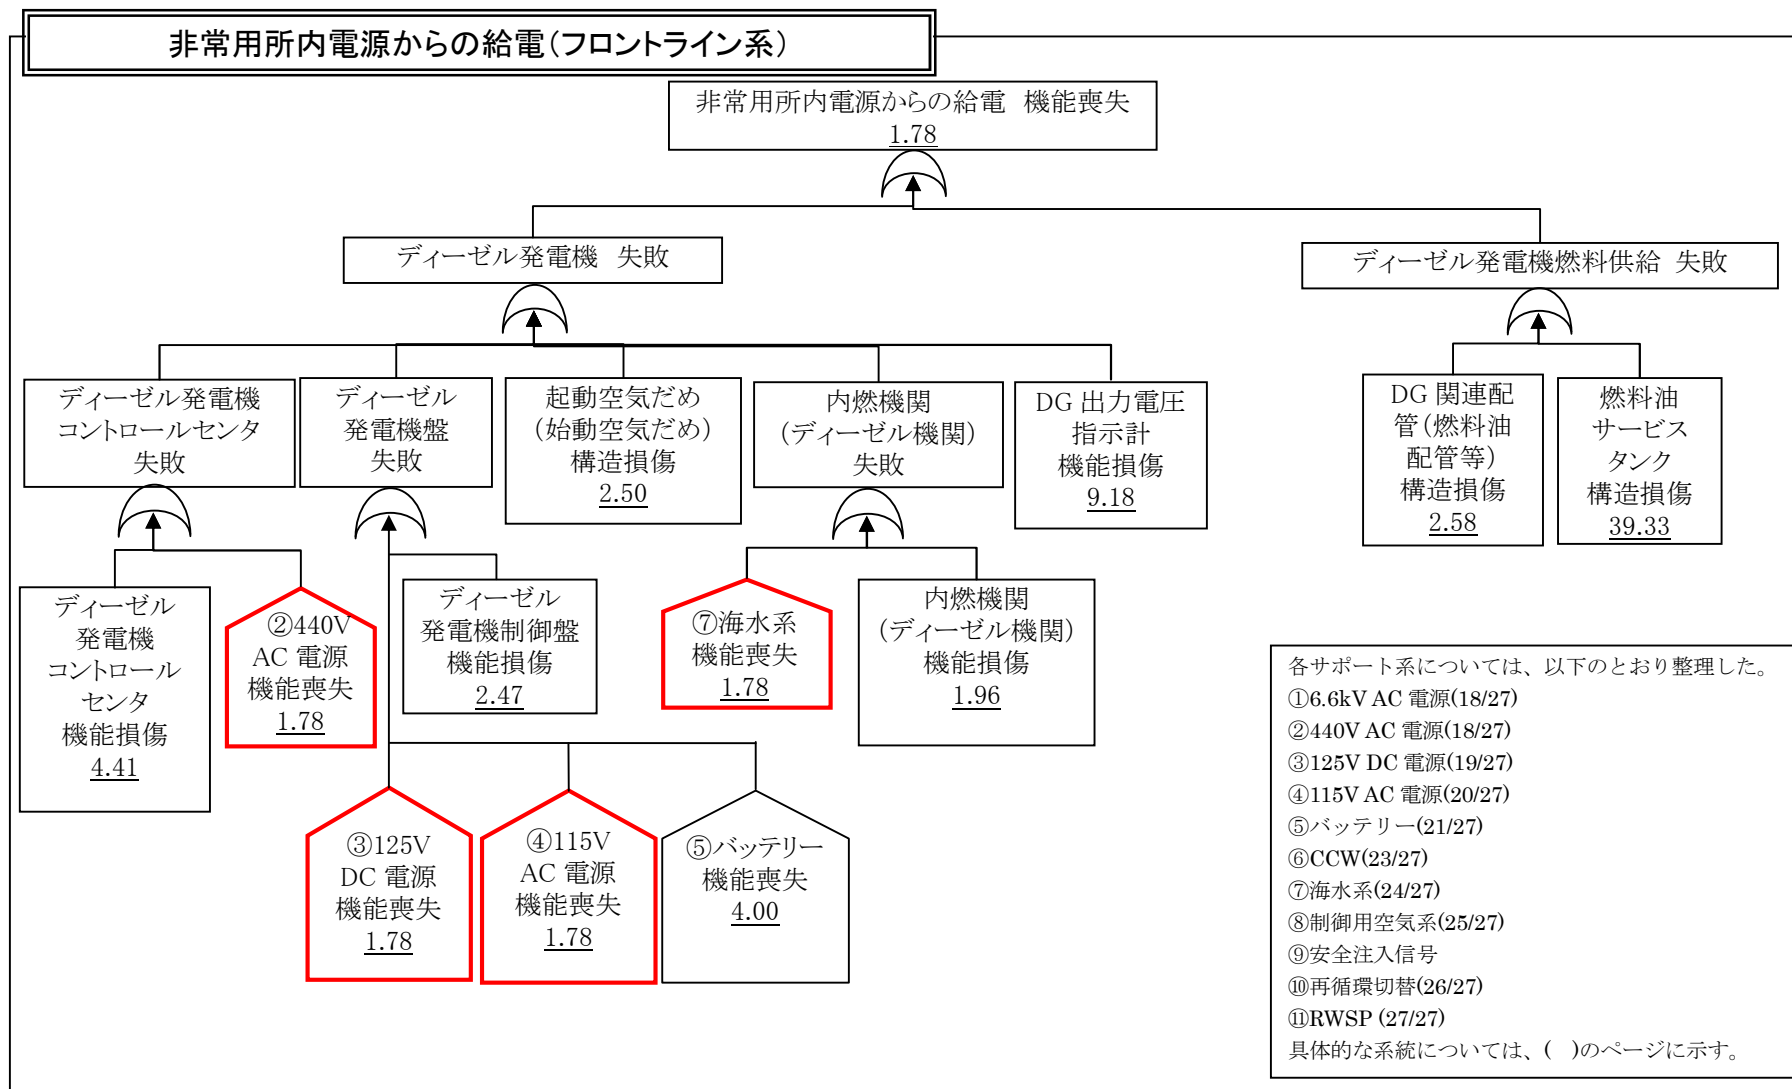 非常用所内電源からの給電(フロントライン系)
非常用所内電源からの給電 機能喪失
1.78
ディーゼル発電機 失敗
ディーゼル発電機燃料供給 失敗
ディーゼル発電機
コントロールセンタ
失敗
ディーゼル
発電機盤
失敗
起動空気だめ
(始動空気だめ)
構造損傷
2.50
内燃機関
(ディーゼル機関)
失敗
DG 出力電圧
指示計
機能損傷
9.18
DG 関連配
管(燃料油
配管等)
構造損傷
2.58
燃料油
サービス
タンク
構造損傷
39.33
ディーゼル
発電機
コントロール
センタ
機能損傷
4.41
②440V
AC 電源
機能喪失
1.78
ディーゼル
発電機制御盤
機能損傷
2.47
⑦海水系
機能喪失
1.78
内燃機関
(ディーゼル機関)
機能損傷
1.96
③125V
DC 電源
機能喪失
1.78
④115V
AC 電源
機能喪失
1.78
⑤バッテリー
機能喪失
4.00
各サポート系については、以下のとおり整理した。
①6.6kV AC 電源(18/27)
②440V AC 電源(18/27)
③125V DC 電源(19/27)
④115V AC 電源(20/27)
⑤バッテリー(21/27)
⑥CCW(23/27)
⑦海水系(24/27)
⑧制御用空気系(25/27)
⑨安全注入信号
⑩再循環切替(26/27)
⑪RWSP (27/27)
具体的な系統については、( )のページに示す。